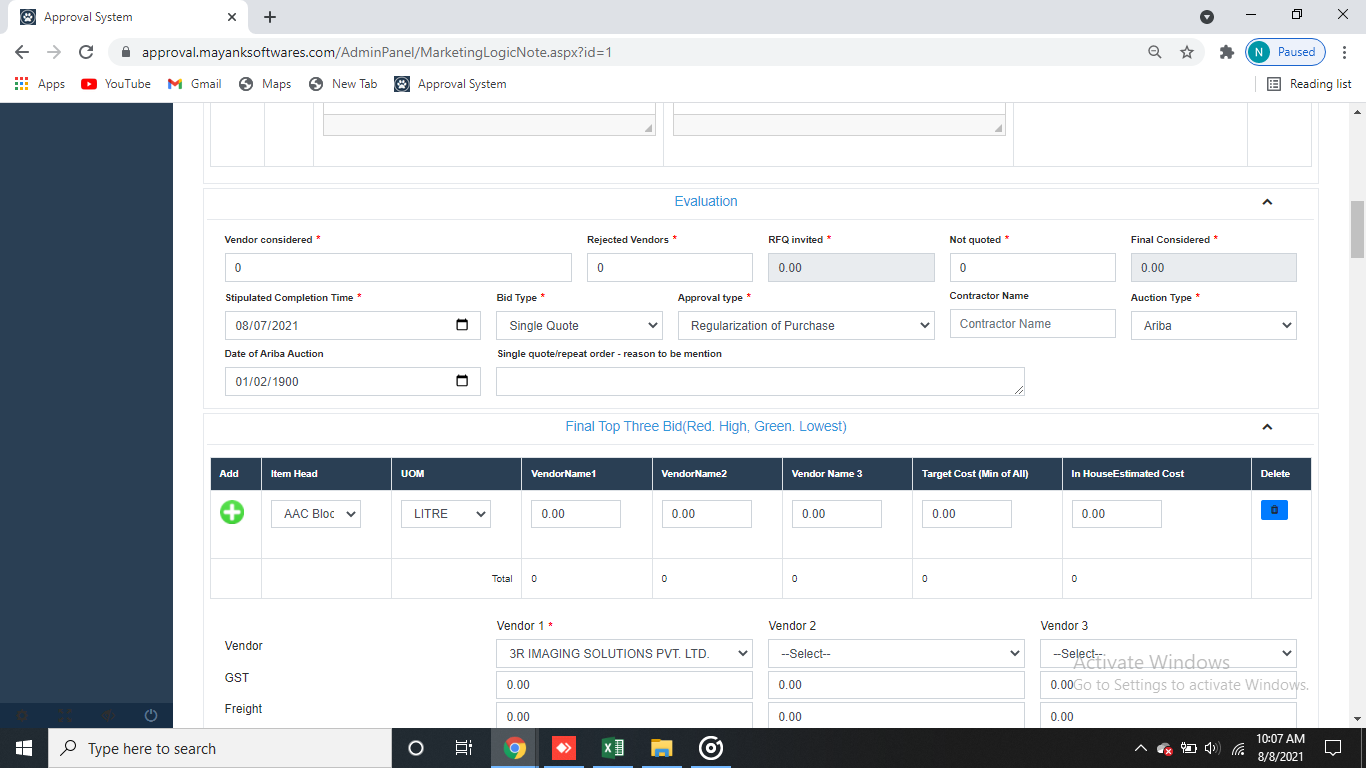 Approval System
approval.mayanksoftwares.com/AdminPanel/MarketingLogicNote.aspx?id=1
N Paused
Apps YouTube Gmail Maps New Tab Approval System Reading list
Evaluation
Vendor considered * Rejected Vendors * RFQ invited * Not quoted * Final Considered *
0 0 0.00 0 0.00
Stipulated Completion Time * Bid Type * Approval type * Contractor Name Auction Type *
08/07/2021 Single Quote Regularization of Purchase Contractor Name Ariba
Date of Ariba Auction Single quote/repeat order - reason to be mention
01/02/1900
Final Top Three Bid(Red. High, Green. Lowest)
Add Item Head UOM VendorName1 VendorName2 Vendor Name 3 Target Cost (Min of All) In HouseEstimated Cost Delete
AAC Bloc LITRE 0.00 0.00 0.00 0.00 0.00
Total 0 0 0 0 0
Vendor 1 * Vendor 2 Vendor 3
Vendor 3R IMAGING SOLUTIONS PVT. LTD. --Select-- --Select--
Activate Windows
GST 0.00 0.00 0.00
Go to Settings to activate Windows.
Freight 0.00 0.00 0.00
Type here to search
10:07 AM
8/8/2021